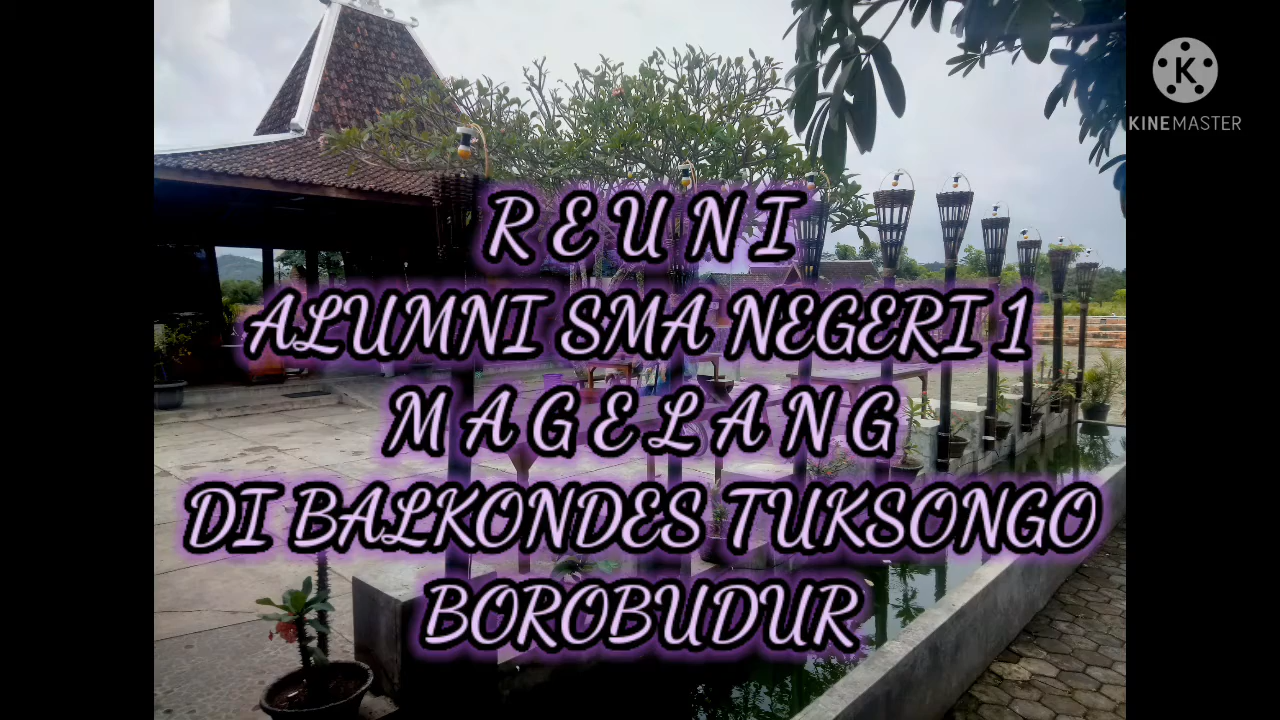 KINEMASTER
R E U N I
ALUMNI SMA NEGERI 1
M A G E L A N G
DI BALKONDES TUKSONGO
BOROBUDUR